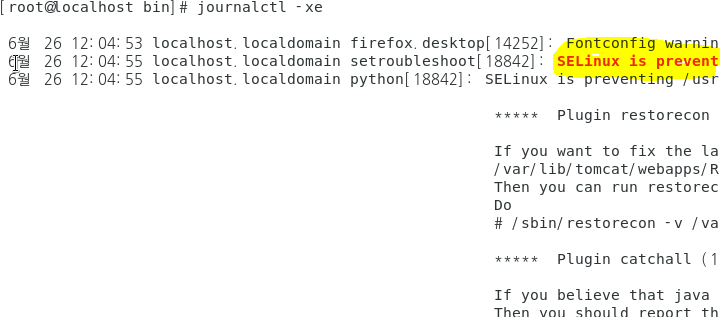 [root@localhost bin]# journalctl -xe
6월 26 12:04:53 localhost.localdomain firefox.desktop[14252]: Fontconfig warnin
6월 26 12:04:55 localhost.localdomain setroubleshoot[18842]: SELinux is prevent
6월 26 12:04:55 localhost.localdomain python[18842]: SELinux is preventing /usr
***** Plugin restorecon
If you want to fix the la
/var/lib/tomcat/webapps/R
Then you can run restorec
Do
# /sbin/restorecon -v /va
***** Plugin catchall (1
If you believe that java
Then you should report th